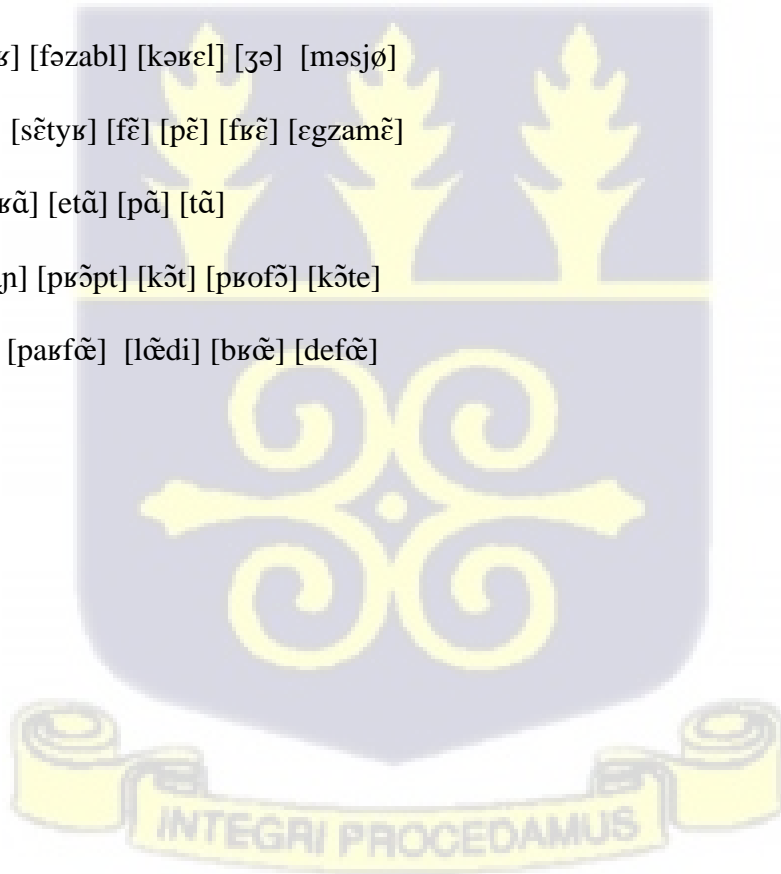 ʁ] [fəzabl] [kəʁɛl] [ʒə] [məsjø]
[sɛ̃tyʁ] [fɛ̃] [pɛ̃] [fʁɛ̃] [ɛgzamɛ̃]
ʁɑ̃] [etɑ̃] [pɑ̃] [tɑ̃]
ɲ] [pʁɔ̃pt] [kɔ̃t] [pʁofɔ̃] [kɔ̃te]
[paʁfœ̃] [lœ̃di] [bʁœ̃] [defœ̃]
INTEGRI PROCEDAMUS